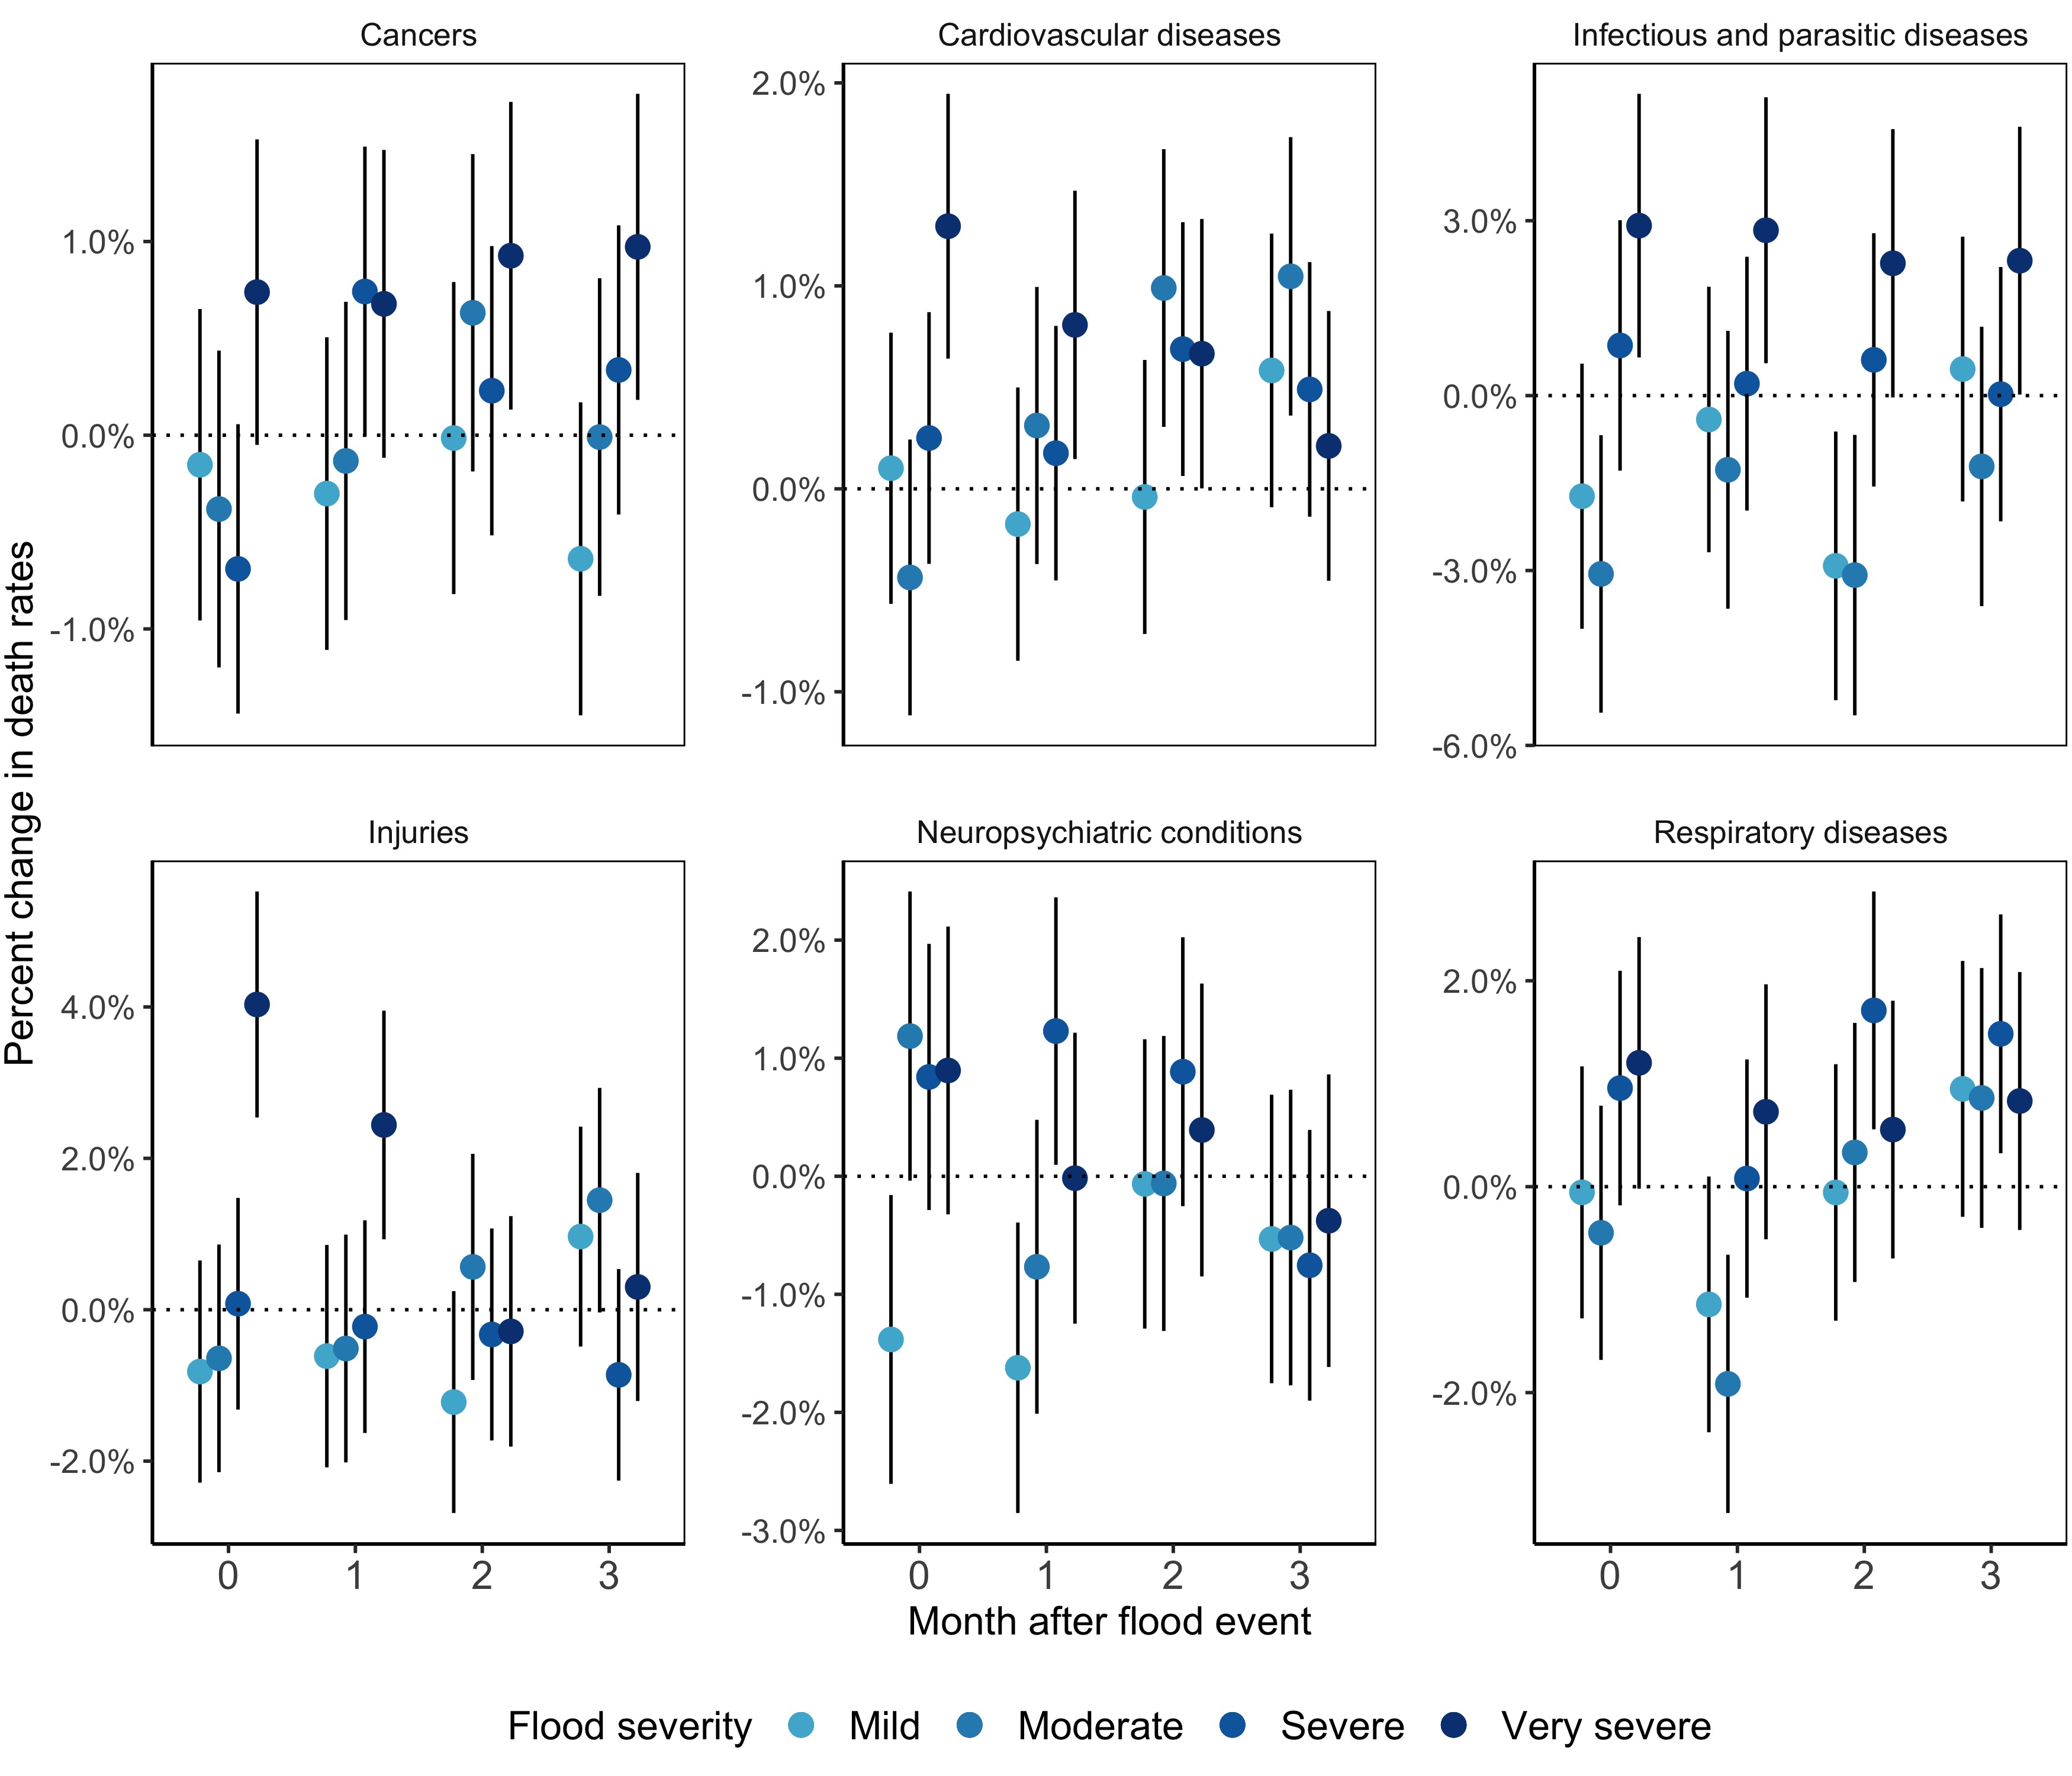 Cancers
Cardiovascular diseases
Infectious and parasitic diseases
1.0%
0.0%
-1.0%
2.0%
1.0%
0.0%
-1.0%
3.0%
0.0%
-3.0%
-6.0%
Percent change in death rates
Injuries
Neuropsychiatric conditions
Respiratory diseases
4.0%
2.0%
0.0%
-2.0%
2.0%
1.0%
0.0%
-1.0%
-2.0%
-3.0%
2.0%
0.0%
-2.0%
0 1 2 3
0 1 2 3
0 1 2 3
Month after flood event
Flood severity Mild Moderate Severe Very severe